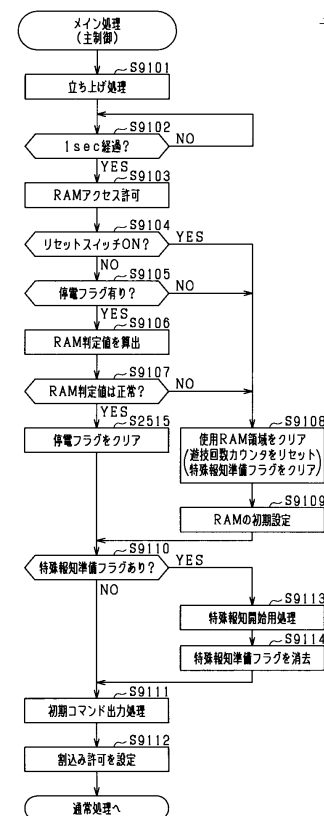 メイン処理
(主制御)
S9101
立ち上げ処理
S9102
1sec経過?
NO
YES
S9103
RAMアクセス許可
S9104
リセットスイッチON?
YES
NO
S9105
停電フラグ有り?
NO
YES
S9106
RAM判定値を算出
S9107
RAM判定値は正常?
NO
YES
S2515
停電フラグをクリア
S9108
使用RAM領域をクリア
(遊技回数カウンタをリセット
特殊報知準備フラグをクリア)
S9109
RAMの初期設定
S9110
特殊報知準備フラグあり?
YES
NO
S9113
特殊報知開始用処理
S9114
特殊報知準備フラグを消去
S9111
初期コマンド出力処理
S9112
割込み許可を設定
通常処理へ